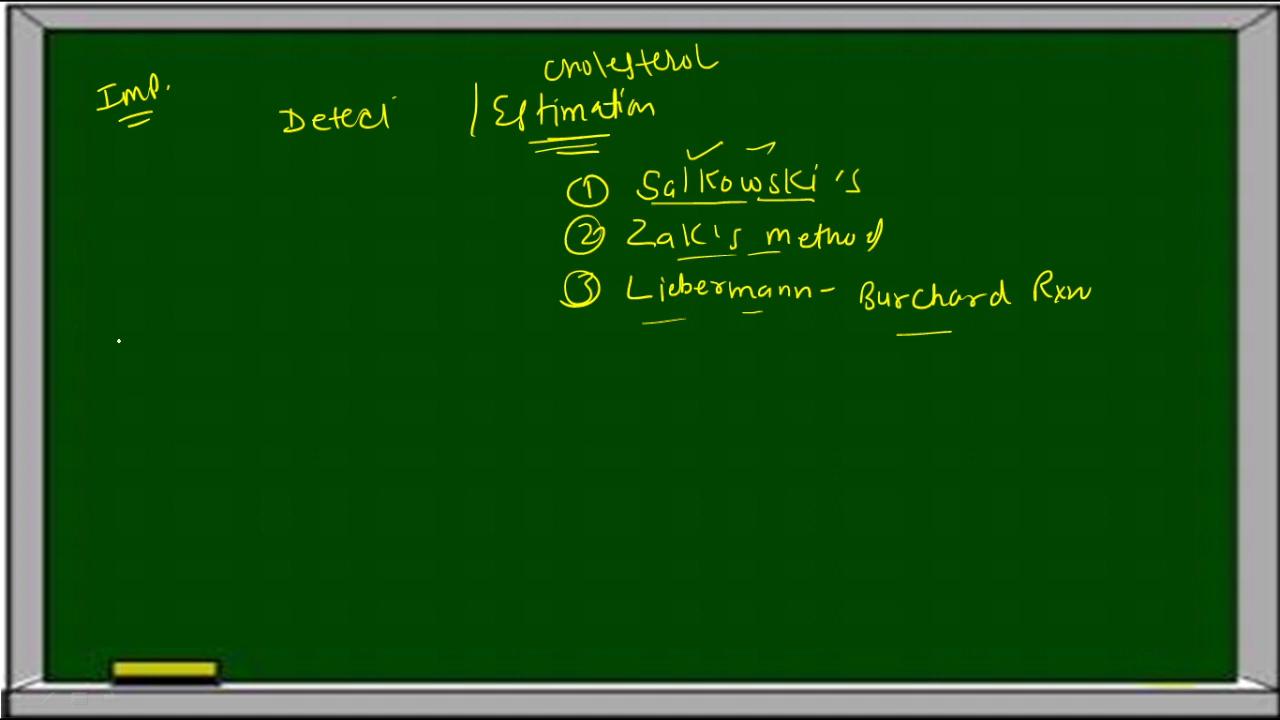 Cholesterol
Imp.
Detect / Estimation
① Salkowski's
② Zak's method
③ Liebermann - Burchard Rxn